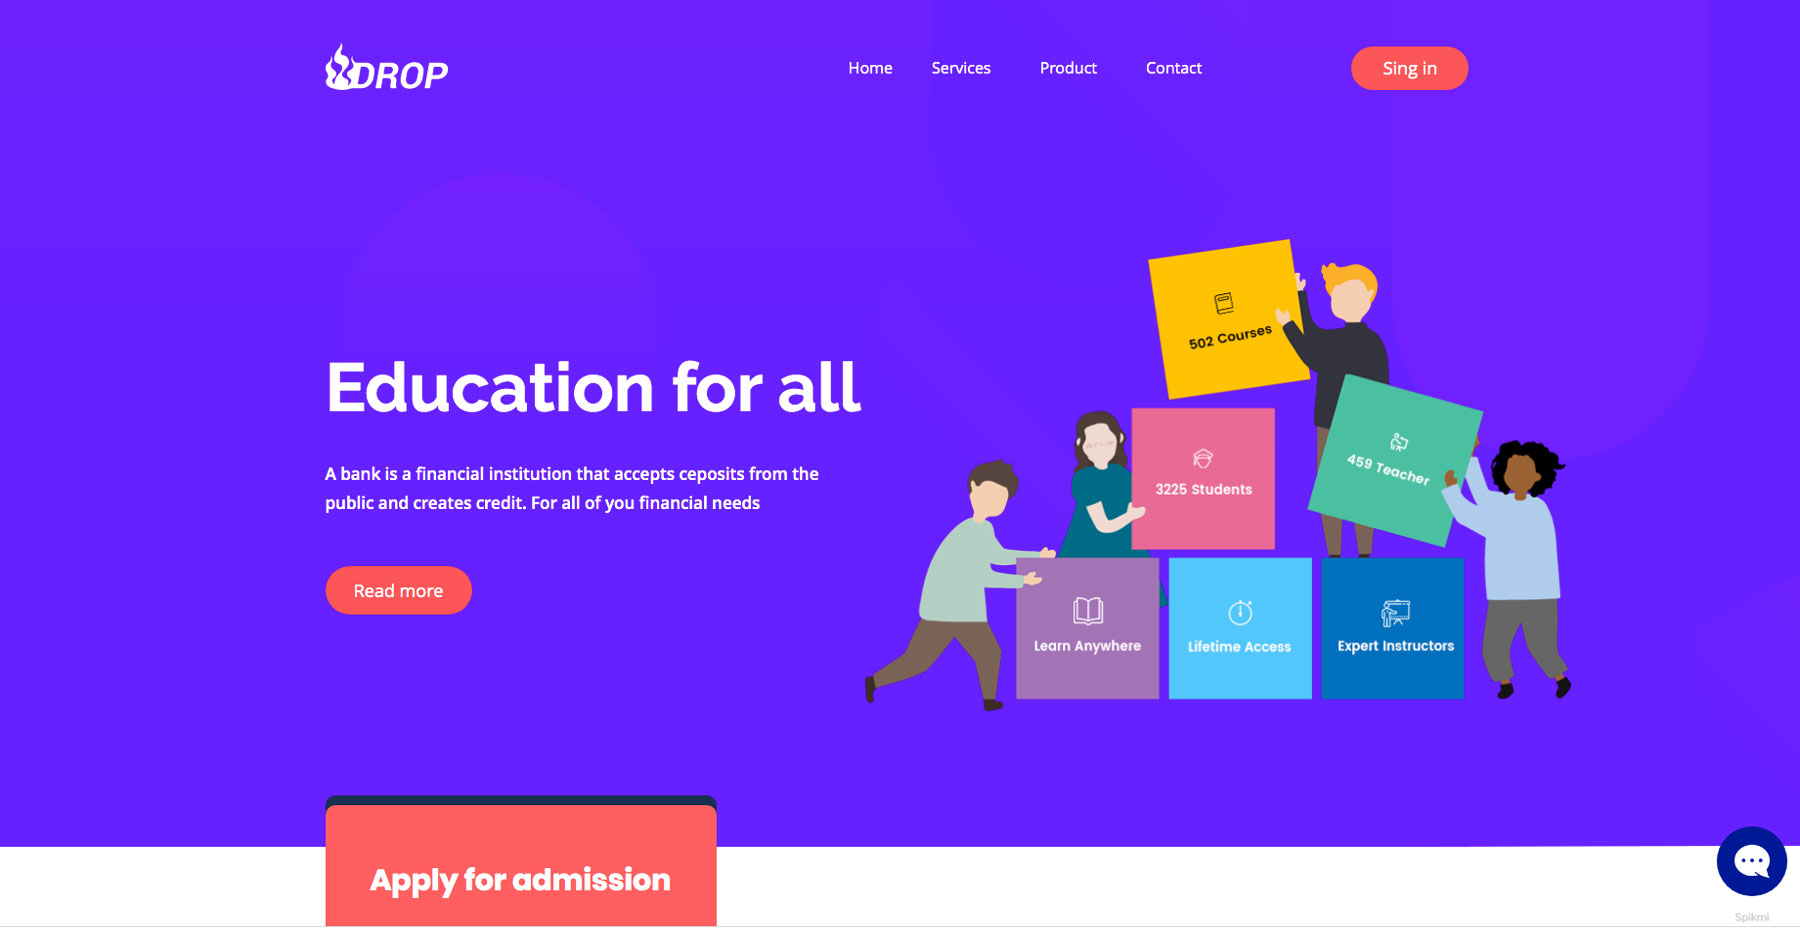 DROP
Home Services Product Contact
Sing in
502 Courses
Education for all
459 Teacher
3225 Students
A bank is a financial institution that accepts ceposits from the
public and creates credit. For all of you financial needs
Read more
Learn Anywhere
Lifetime Access
Expert Instructors
Apply for admission
Spikmi